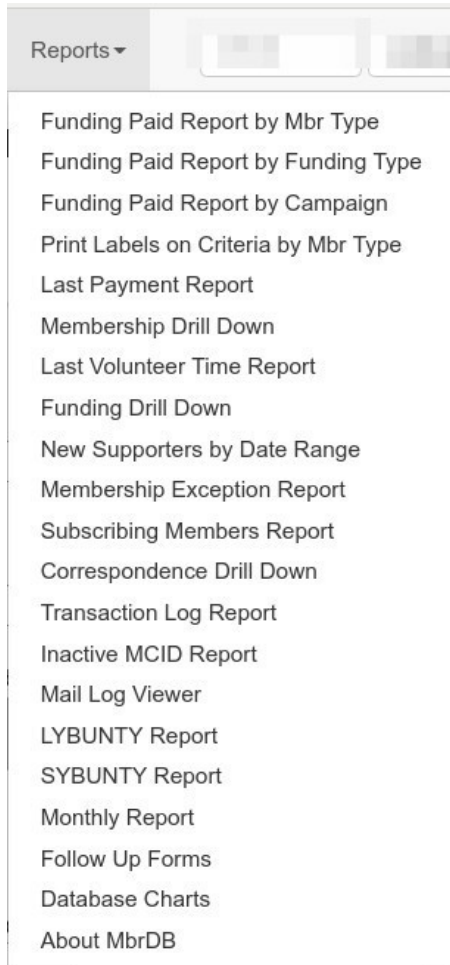 Reports
Funding Paid Report by Mbr Type
Funding Paid Report by Funding Type
Funding Paid Report by Campaign
Print Labels on Criteria by Mbr Type
Last Payment Report
Membership Drill Down
Last Volunteer Time Report
Funding Drill Down
New Supporters by Date Range
Membership Exception Report
Subscribing Members Report
Correspondence Drill Down
Transaction Log Report
Inactive MCID Report
Mail Log Viewer
LYBUNTY Report
SYBUNTY Report
Monthly Report
Follow Up Forms
Database Charts
About MbrDB